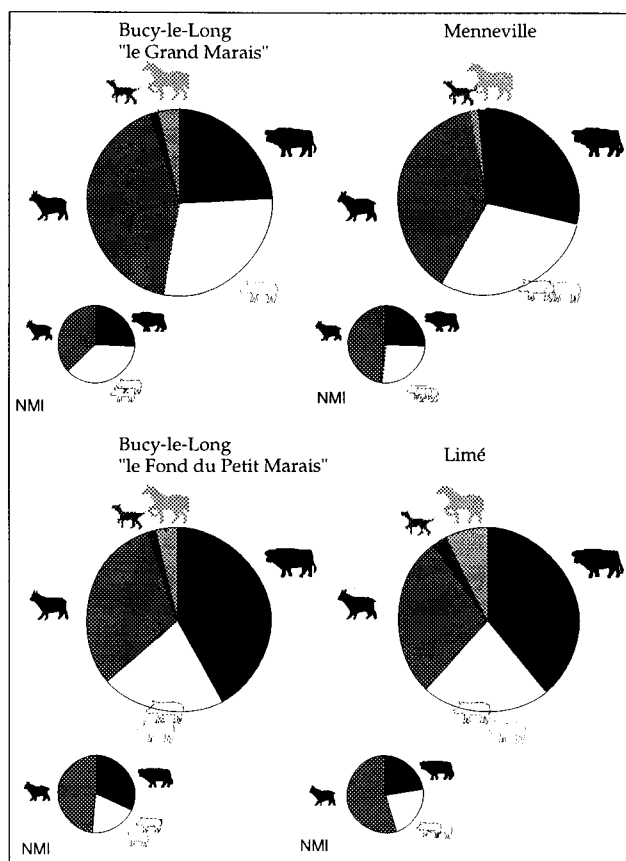 Bucy-le-Long
"le Grand Marais"
Menneville
NMI
NMI
Bucy-le-Long
"le Fond du Petit Marais"
Limé
NMI
NMI